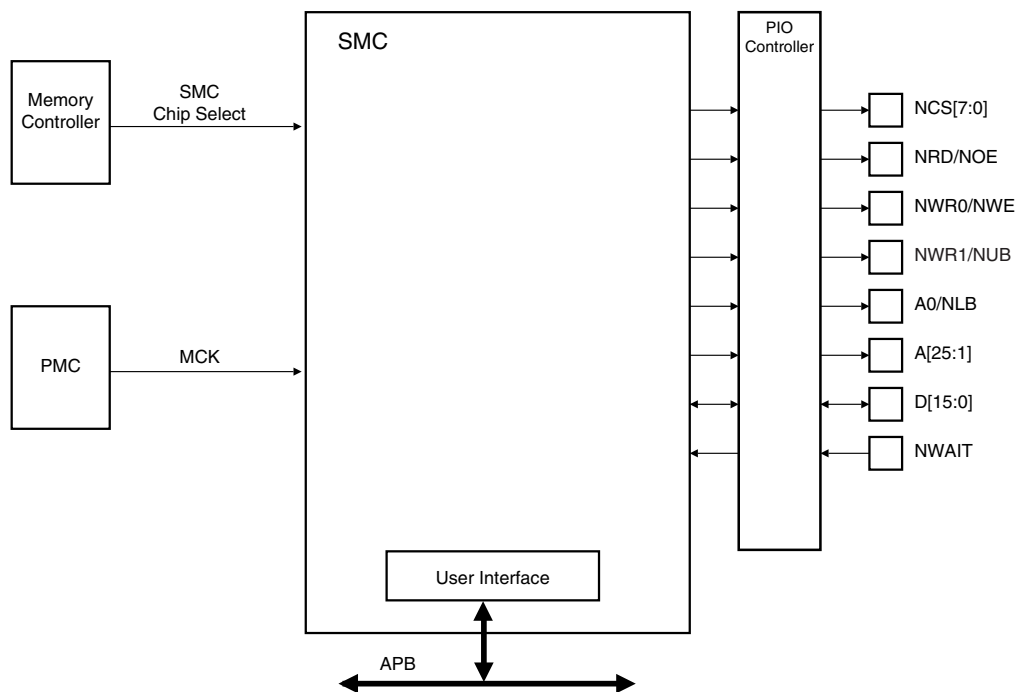 SMC
PIO
Controller
Memory
Controller
SMC
Chip Select
NCS[7:0]
NRD/NOE
NWR0/NWE
NWR1/NUB
A0/NLB
PMC
MCK
A[25:1]
D[15:0]
NWAIT
User Interface
APB